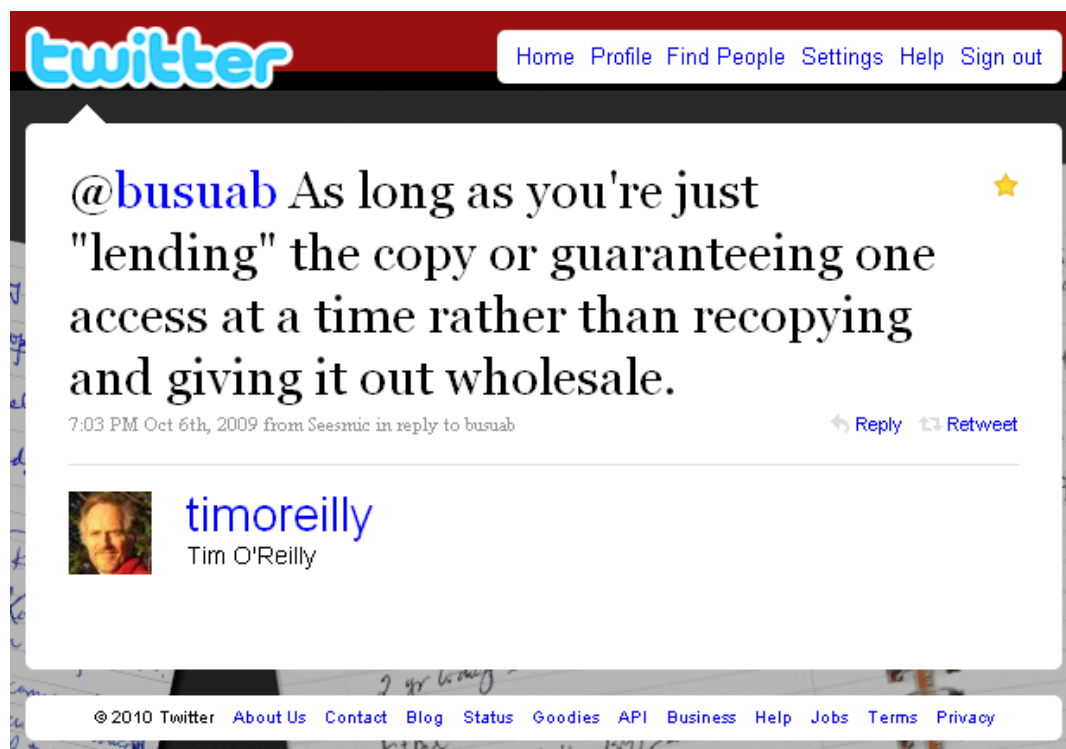 twitter
Home Profile Find People Settings Help Sign out
@busuab As long as you're just
"lending" the copy or guaranteeing one
access at a time rather than recopying
and giving it out wholesale.
7:03 PM Oct 6th, 2009 from Seesmic in reply to busuab
Reply Retweet
timoreilly
Tim O'Reilly
2 yr today
© 2010 Twitter About Us Contact Blog Status Goodies API Business Help Jobs Terms Privacy